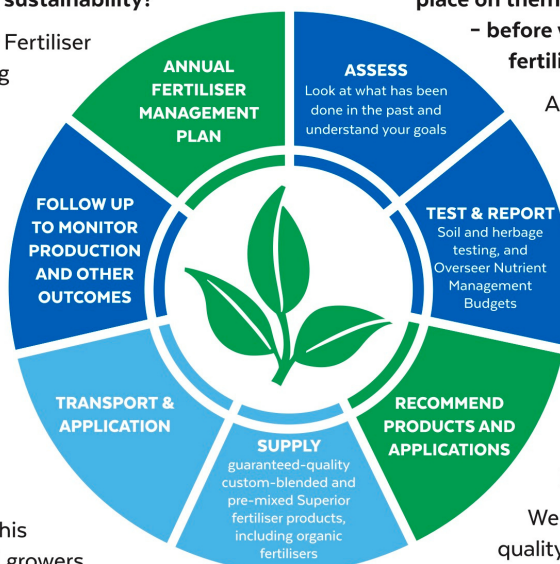 sustainability?
place on them
Fertiliser
– before
fertili
ANNUAL
FERTILISER
MANAGEMENT
PLAN
ASSESS
Look at what has been
done in the past and
understand your goals
TEST & REPORT
Soil and herbage
testing, and
Overseer Nutrient
Management
Budgets
RECOMMEND
PRODUCTS AND
APPLICATIONS
SUPPLY
guaranteed-quality
custom-blended and
pre-mixed Superior
fertiliser products,
including organic
fertilisers
TRANSPORT &
APPLICATION
FOLLOW UP
TO MONITOR
PRODUCTION
AND OTHER
OUTCOMES
his
growers
We
quality